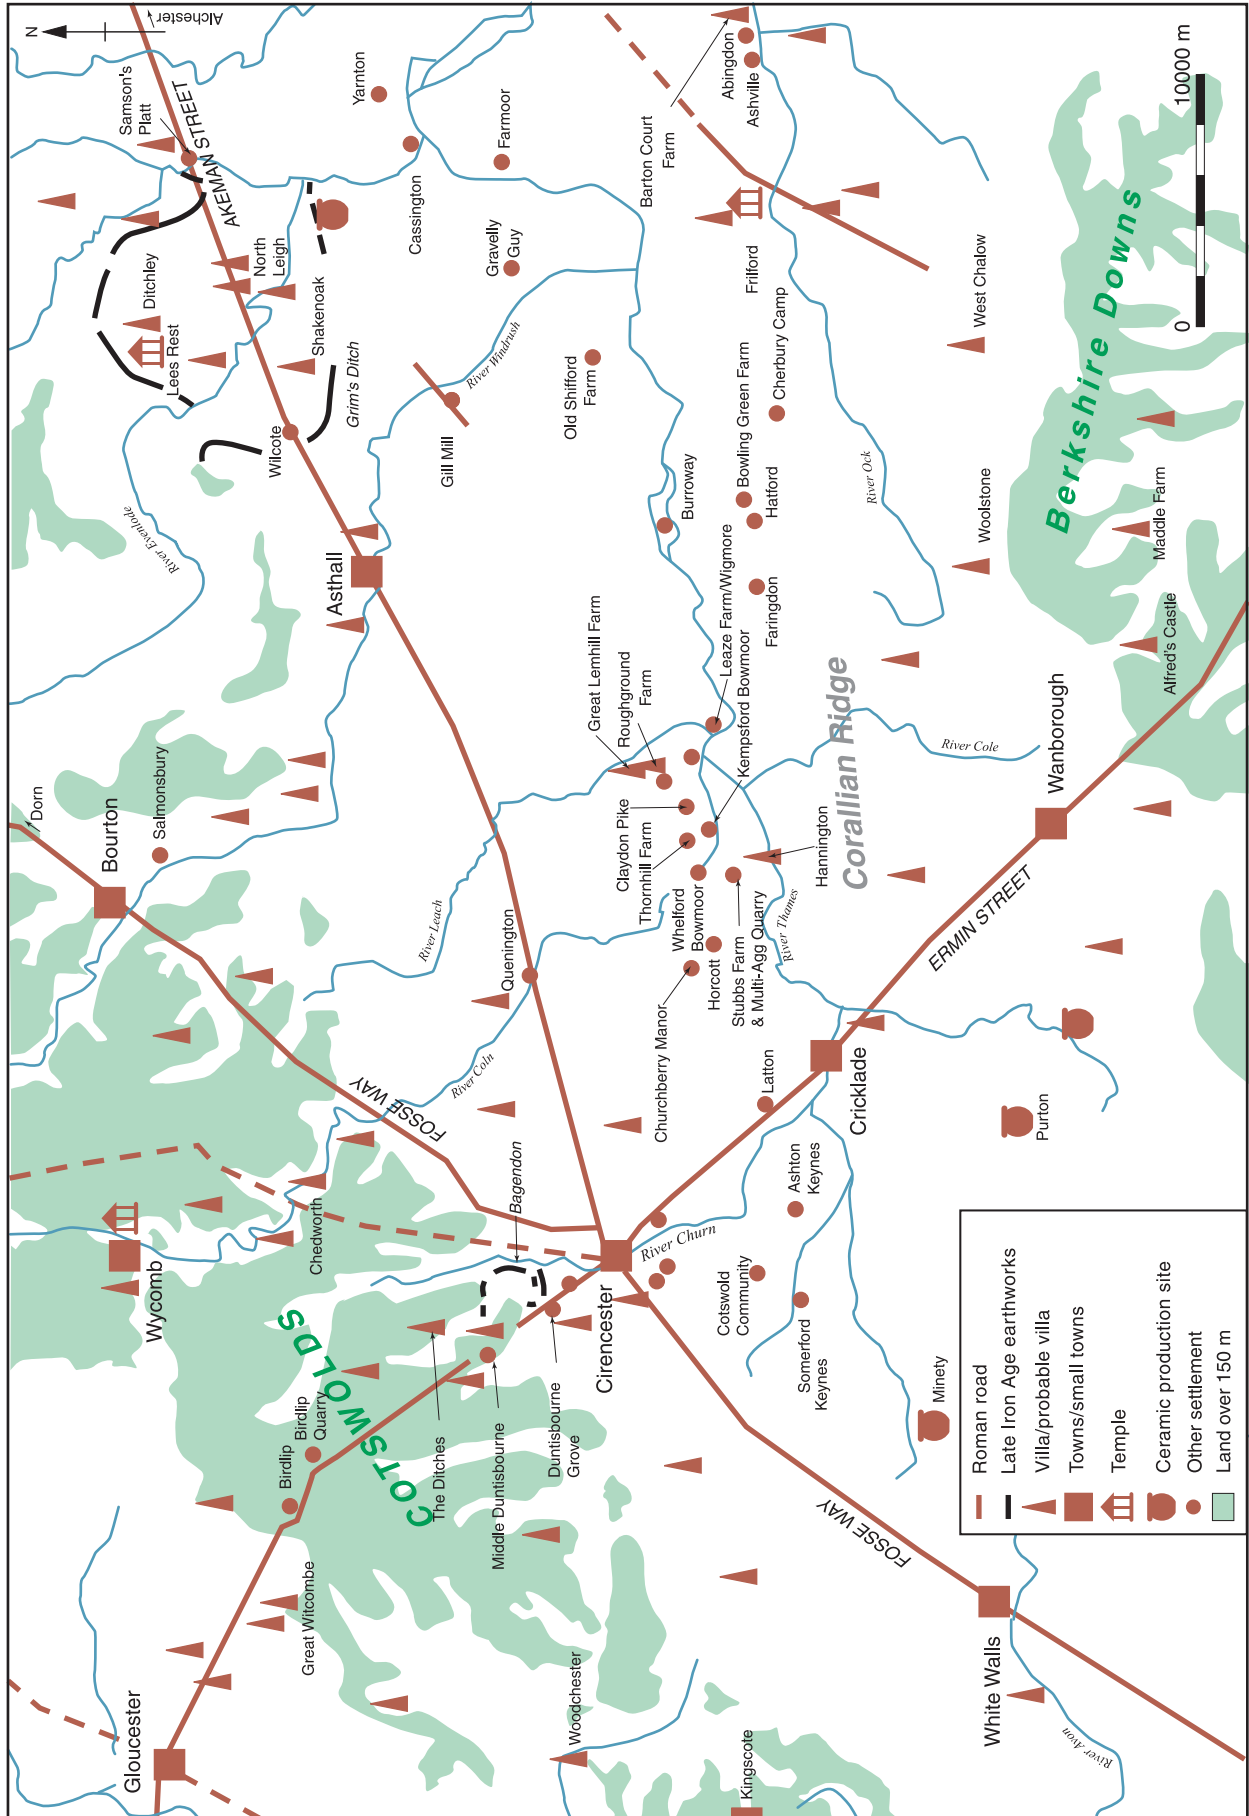 N
Alchester
Samson's
Platt
AKEMAN STREET
Yarnton
Cassington
Farmoor
Gravelly
Guy
Barton Court
Farm
Abingdon
Ashville
Frilford
Ditchley
Lees Rest
North
Leigh
Shakenoak
Grim's Ditch
Wilcote
River Evenlode
River Windrush
Gill Mill
Old Shifford
Farm
Bowling Green Farm
Cherbury Camp
Hatford
Burroway
River Ock
West Chalow
Woolstone
Berkshire Downs
Maddle Farm
Alfred's Castle
0
10000 m
Asthall
Faringdon
Leaze Farm/Wigmore
Kempsford Bowmoor
Great Lemhill Farm
Roughground
Farm
Claydon Pike
Thornhill Farm
Whelford
Bowmoor
Horcott
Stubbs Farm
& Multi-Agg Quarry
Churchberry Manor
Hannington
River Thames
Corallian Ridge
River Cole
Wanborough
ERMIN STREET
Dorn
Bourton
Salmonsbury
River Leach
Quenington
River Coln
FOSSE WAY
Latton
Cricklade
Purton
Ashton
Keynes
Cotswold
Community
Somerford
Keynes
Minety
Bagendon
River Churn
Cirencester
Chedworth
Wycomb
COTSWOLDS
Birdlip
Quarry
Birdlip
The Ditches
Middle Duntisbourne
Duntisbourne
Grove
Great Witcombe
Gloucester
Woodchester
Kingscote
FOSSE WAY
White Walls
River Avon
Roman road
Late Iron Age earthworks
Villa/probable villa
Towns/small towns
Temple
Ceramic production site
Other settlement
Land over 150 m